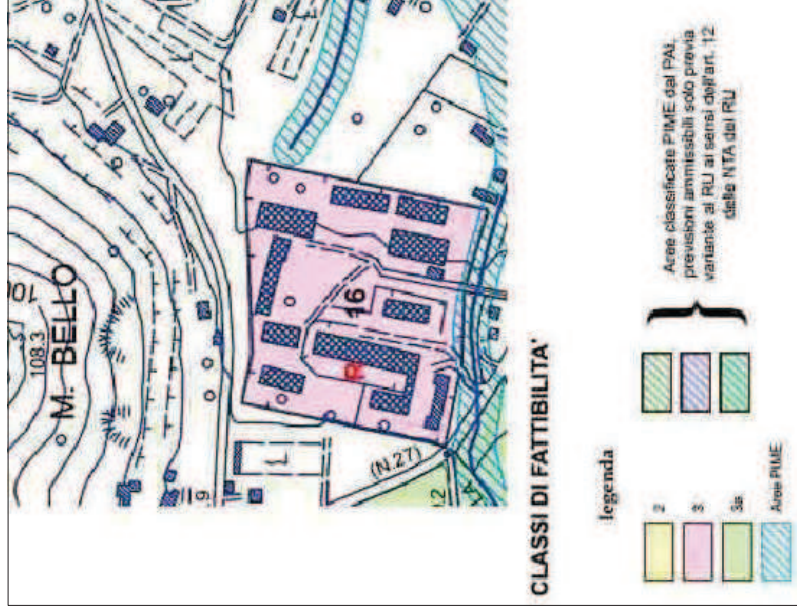 108.3
M. BELLO
16
(N.27)
CLASSI DI FATTIBILITA'
legenda
2
3
3a
Aree PIME
Aree classificate PIME dal PAI,
previsioni ammissibili solo previa
variante al RU ai sensi dell'art. 12
delle NTA del RU